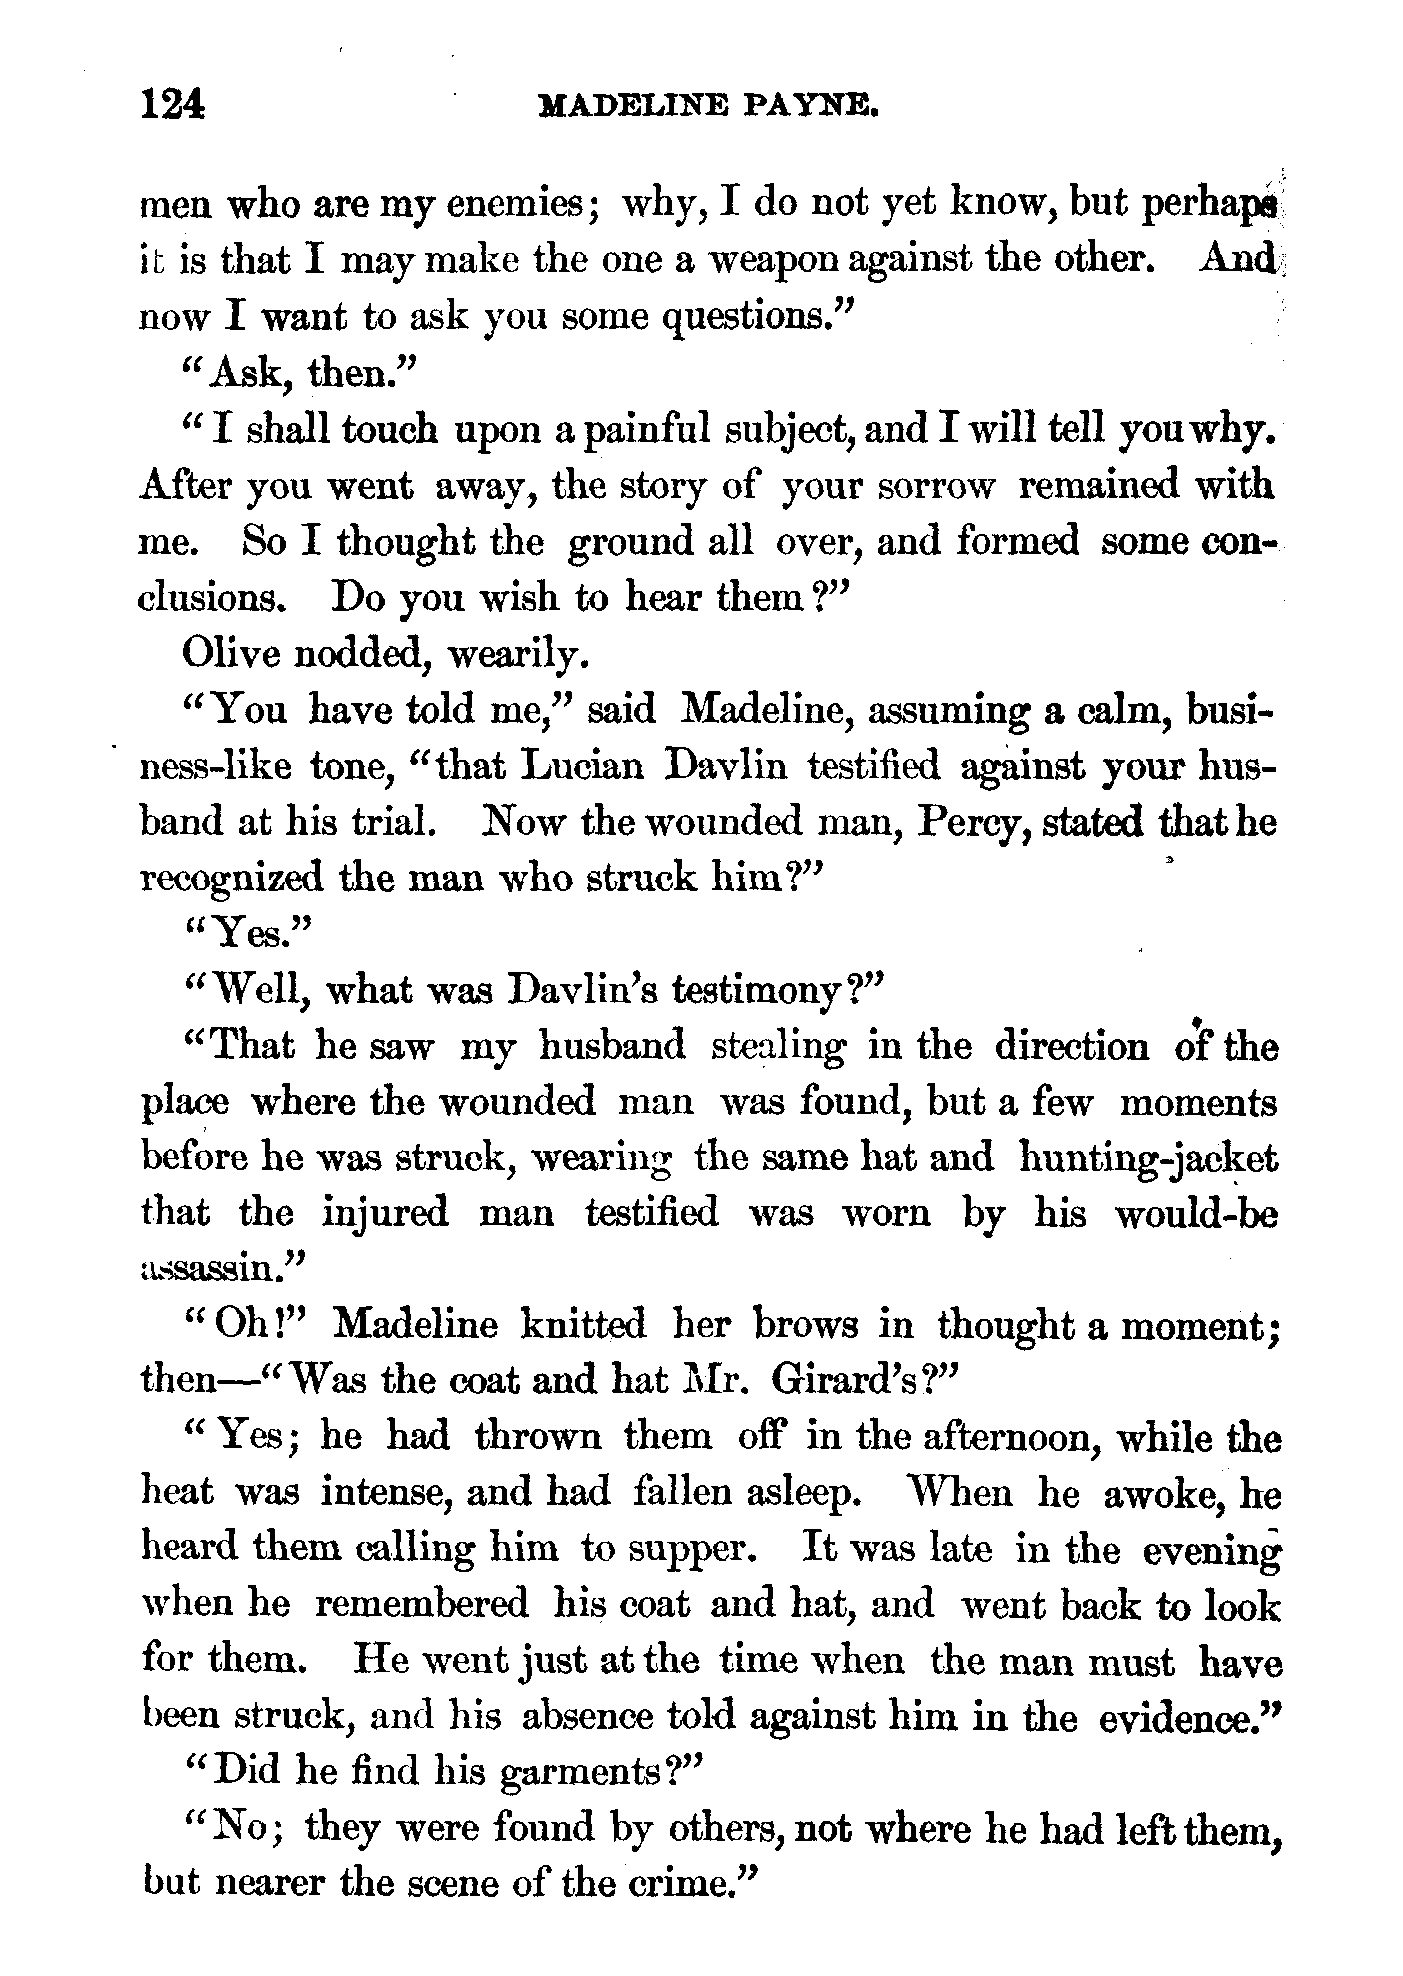 124 MADELINE PAYNE.
men who are my enemies; why, I do not yet know, but perhaps
it is that I may make the one a weapon against the other. And
now I want to ask you some questions.”
“Ask, then.”
“I shall touch upon a painful subject, and I will tell you why.
After you went away, the story of your sorrow remained with
me. So I thought the ground all over, and formed some con-
clusions. Do you wish to hear them?”
Olive nodded, wearily.
“You have told me,” said Madeline, assuming a calm, busi-
ness-like tone, “that Lucian Davlin testified against your hus-
band at his trial. Now the wounded man, Percy, stated that he
recognized the man who struck him?”
“Yes.”
“Well, what was Davlin’s testimony?”
“That he saw my husband stealing in the direction of the
place where the wounded man was found, but a few moments
before he was struck, wearing the same hat and hunting-jacket
that the injured man testified was worn by his would-be
assassin.”
“Oh!” Madeline knitted her brows in thought a moment;
then—“Was the coat and hat Mr. Girard’s?”
“Yes; he had thrown them off in the afternoon, while the
heat was intense, and had fallen asleep. When he awoke, he
heard them calling him to supper. It was late in the evening
when he remembered his coat and hat, and went back to look
for them. He went just at the time when the man must have
been struck, and his absence told against him in the evidence.”
“Did he find his garments?”
“No; they were found by others, not where he had left them,
but nearer the scene of the crime.”